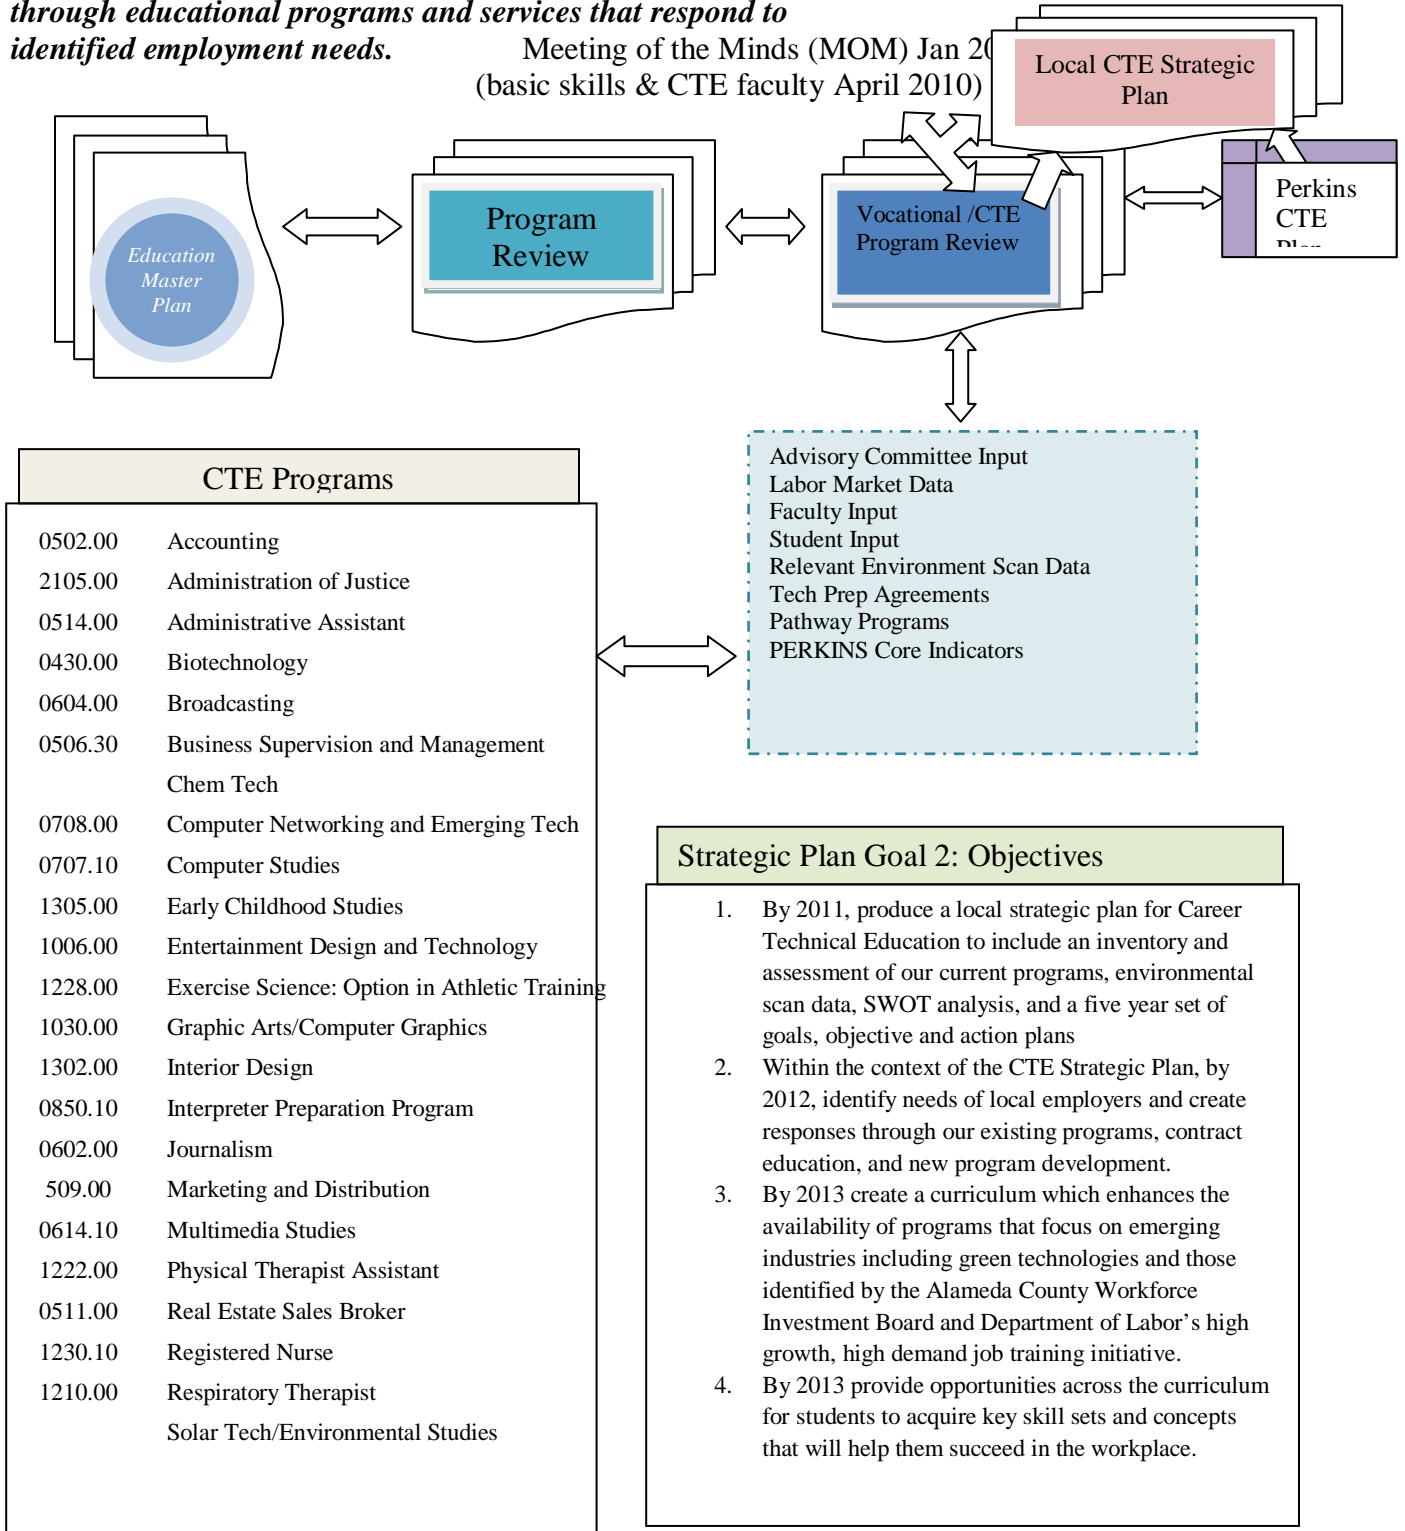 through educational programs and services that respond to
identified employment needs.
Meeting of the Minds (MOM) Jan
(basic skills & CTE faculty April 2010)
Local CTE Strategic
Plan
Education
Master
Plan
Program
Review
Vocational /CTE
Program Review
Perkins
CTE
Plan
Advisory Committee Input
Labor Market Data
Faculty Input
Student Input
Relevant Environment Scan Data
Tech Prep Agreements
Pathway Programs
PERKINS Core Indicators
CTE Programs
0502.00 Accounting
2105.00 Administration of Justice
0514.00 Administrative Assistant
0430.00 Biotechnology
0604.00 Broadcasting
0506.30 Business Supervision and Management
Chem Tech
0708.00 Computer Networking and Emerging Tech
0707.10 Computer Studies
1305.00 Early Childhood Studies
1006.00 Entertainment Design and Technology
1228.00 Exercise Science: Option in Athletic Training
1030.00 Graphic Arts/Computer Graphics
1302.00 Interior Design
0850.10 Interpreter Preparation Program
0602.00 Journalism
509.00 Marketing and Distribution
0614.10 Multimedia Studies
1222.00 Physical Therapist Assistant
0511.00 Real Estate Sales Broker
1230.10 Registered Nurse
1210.00 Respiratory Therapist
Solar Tech/Environmental Studies
Strategic Plan Goal 2: Objectives
1. By 2011, produce a local strategic plan for Career
Technical Education to include an inventory and
assessment of our current programs, environmental
scan data, SWOT analysis, and a five year set of
goals, objective and action plans
2. Within the context of the CTE Strategic Plan, by
2012, identify needs of local employers and create
responses through our existing programs, contract
education, and new program development.
3. By 2013 create a curriculum which enhances the
availability of programs that focus on emerging
industries including green technologies and those
identified by the Alameda County Workforce
Investment Board and Department of Labor’s high
growth, high demand job training initiative.
4. By 2013 provide opportunities across the curriculum
for students to acquire key skill sets and concepts
that will help them succeed in the workplace.